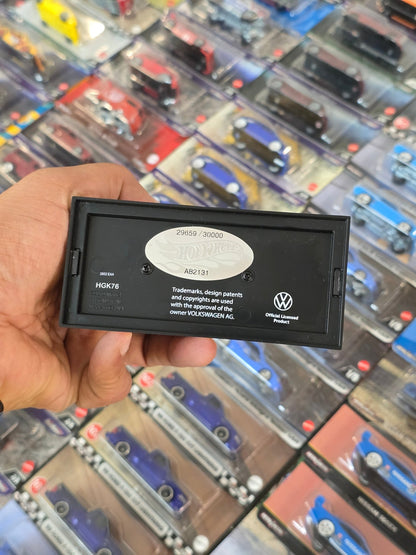 29659 / 30000
Hot Wheels
AB2131
HGK76
Trademarks, design patents
and copyrights are used
with the approval of the
owner VOLKSWAGEN AG.
Official Licensed
Product